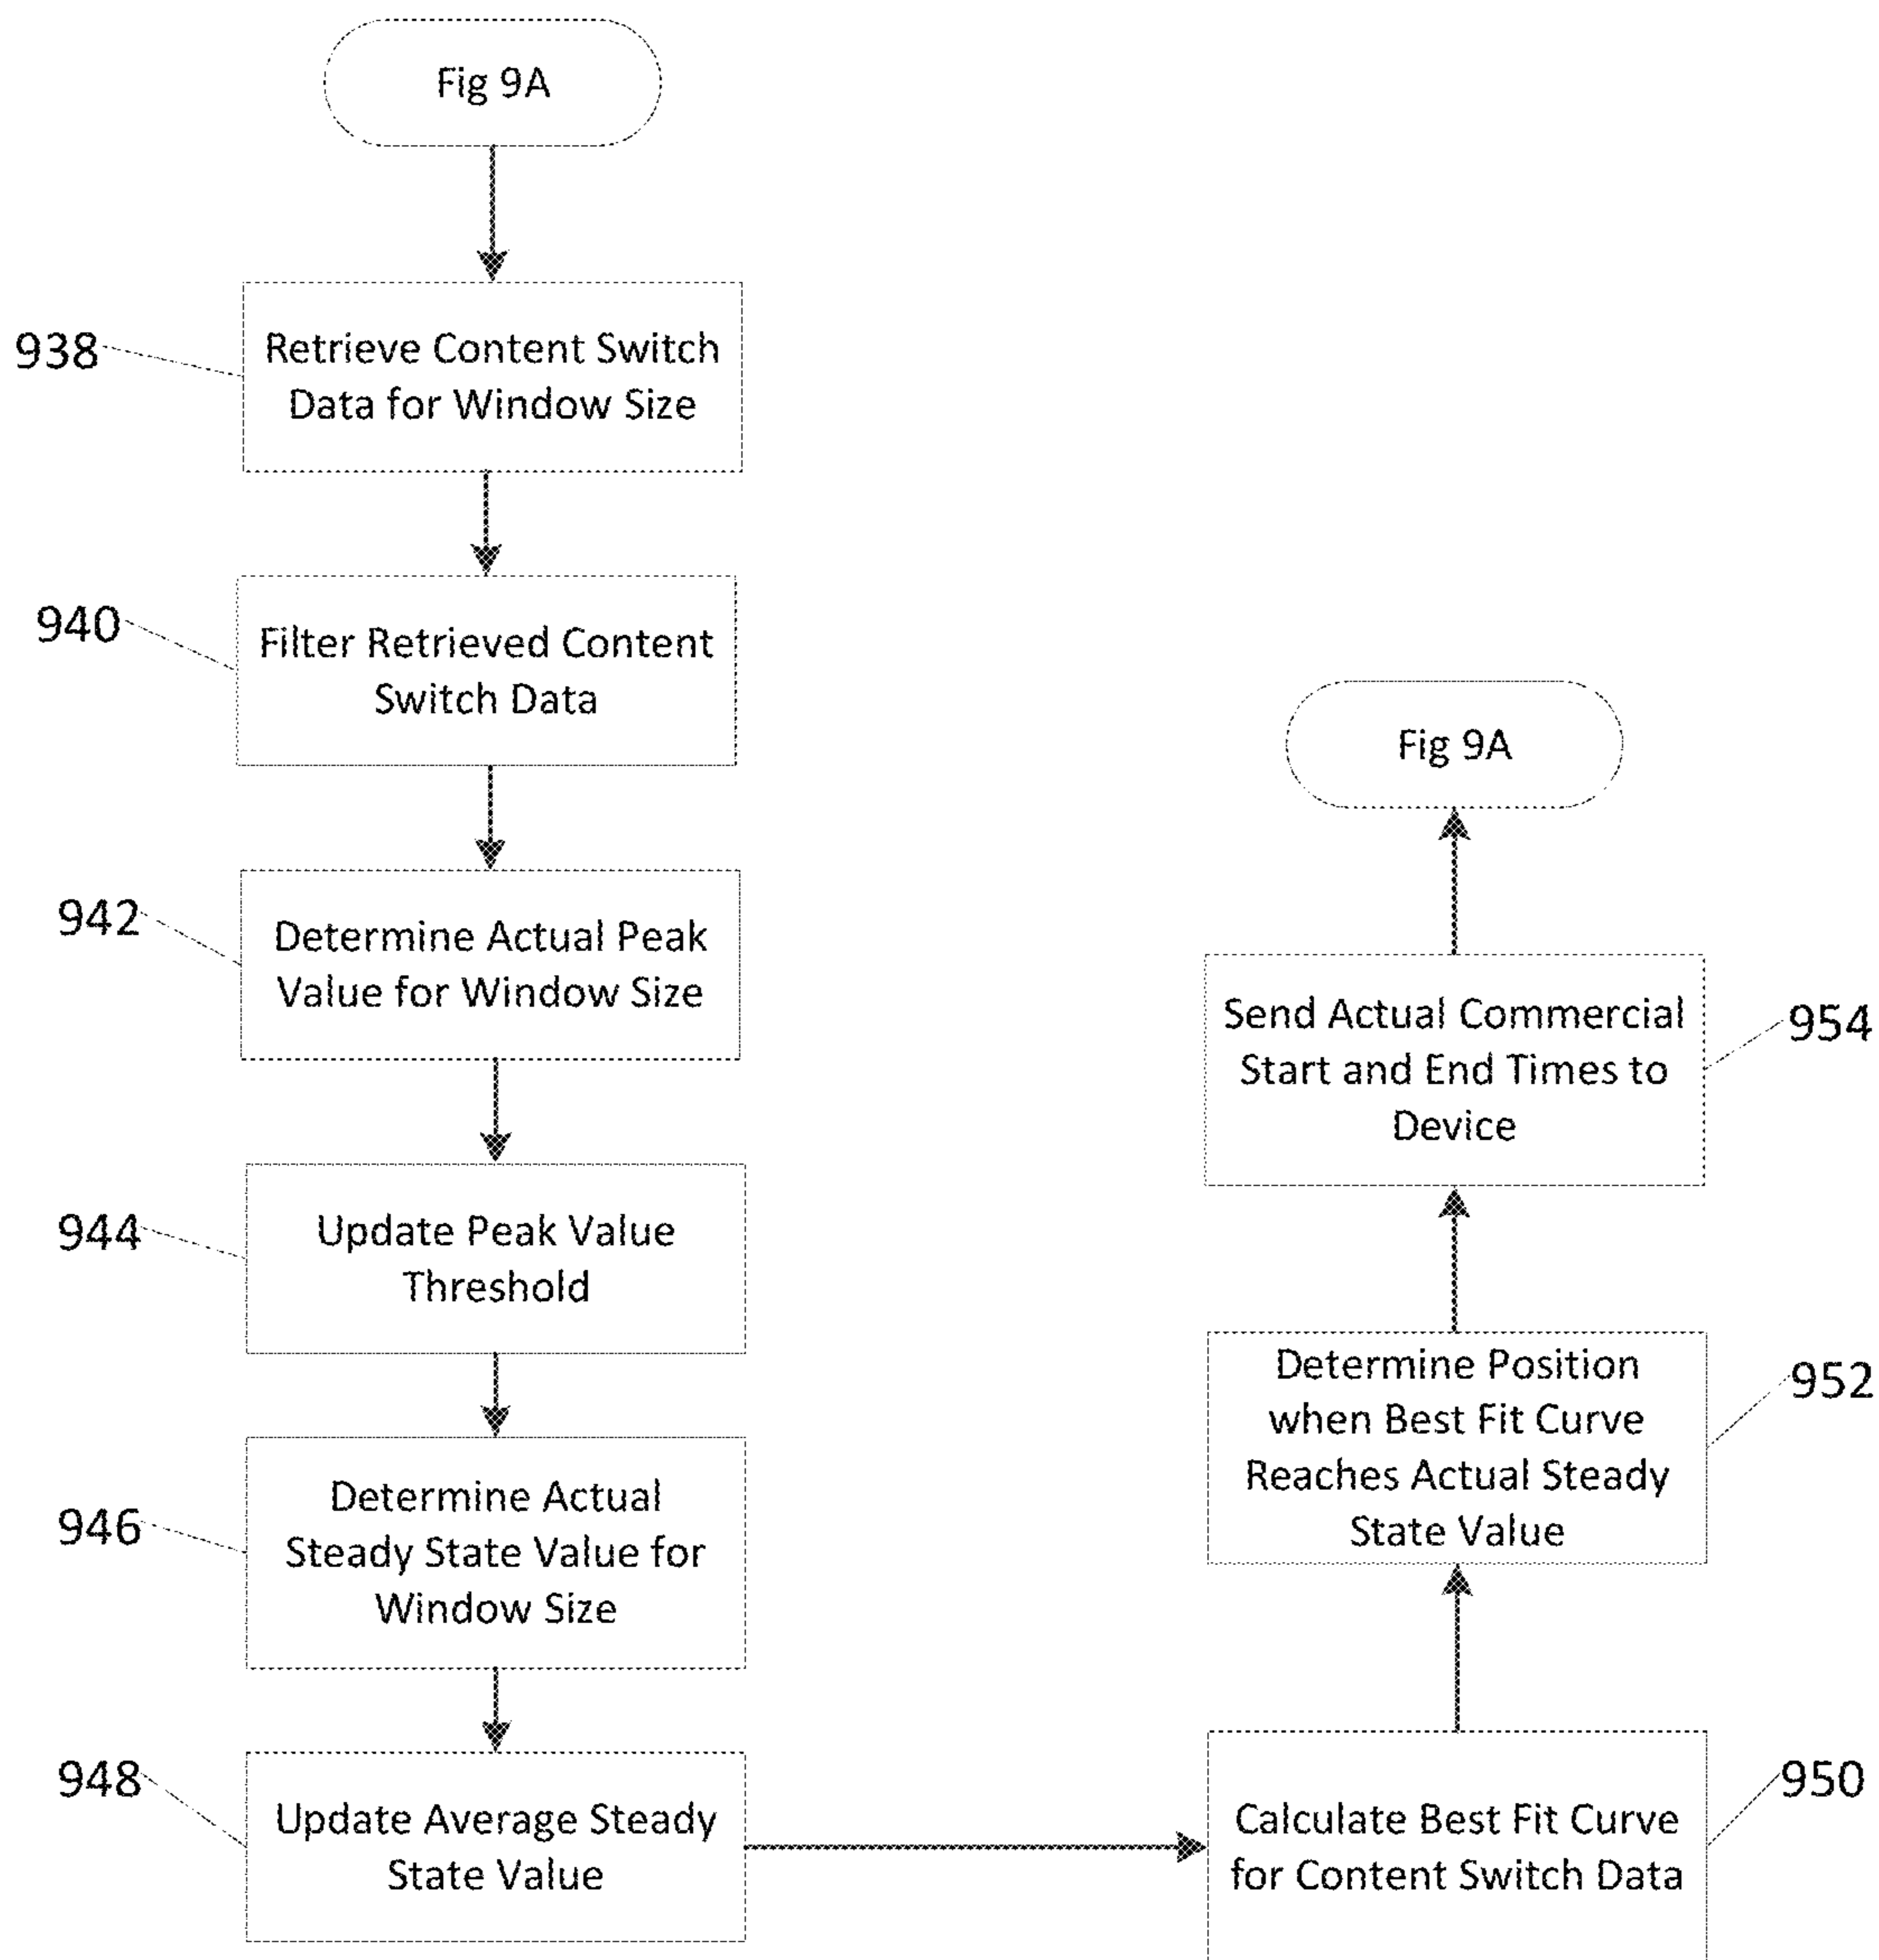 Fig 9A
938
Retrieve Content Switch
Data for Window Size
940
Filter Retrieved Content
Switch Data
942
Determine Actual Peak
Value for Window Size
944
Update Peak Value
Threshold
946
Determine Actual
Steady State Value for
Window Size
948
Update Average Steady
State Value
950
Calculate Best Fit Curve
for Content Switch Data
952
Determine Position
when Best Fit Curve
Reaches Actual Steady
State Value
954
Send Actual Commercial
Start and End Times to
Device
Fig 9A